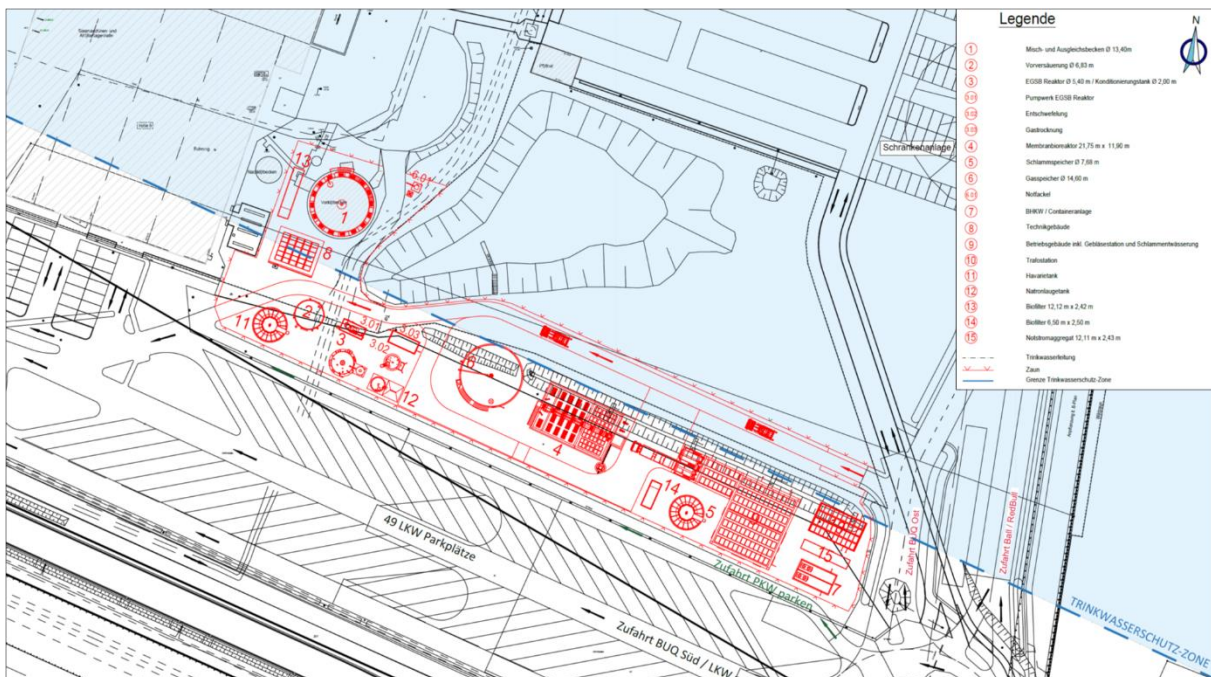 Legende
N
1 Misch- und Ausgleichsbecken Ø 13,40m
2 Vorversäuerung Ø 6,83 m
3 EGSB Reaktor Ø 5,40 m / Konditionierungstank Ø 2,00 m
3.01 Pumpwerk EGSB Reaktor
3.02 Entschwefelung
3.03 Gastrocknung
4 Membranbioreaktor 21,75 m x 11,90 m
5 Schlammspeicher Ø 7,68 m
6 Gasspeicher Ø 14,60 m
6.01 Notfackel
7 BHKW / Containeranlage
8 Technikgebäude
9 Betriebsgebäude inkl. Gebläsestation und Schlammentwässerung
10 Trafostation
11 Havarietank
12 Natronlaugetank
13 Biofilter 12,12 m x 2,42 m
14 Biofilter 6,50 m x 2,50 m
15 Notstromaggregat 12,11 m x 2,43 m
Trinkwasserleitung
Zaun
Grenze Trinkwasserschutz-Zone
Schrankenanlage
13
6.01
1
8
2
11
3.01
3.03
3
3.02
12
4
14
5
9
15
7
49 LKW Parkplätze
Zufahrt PKW parken
Zufahrt BUQ Süd / LKW
Zufahrt BUQ Ost
Zufahrt Ball / RedBull
TRINKWASSERSCHUTZ-ZONE